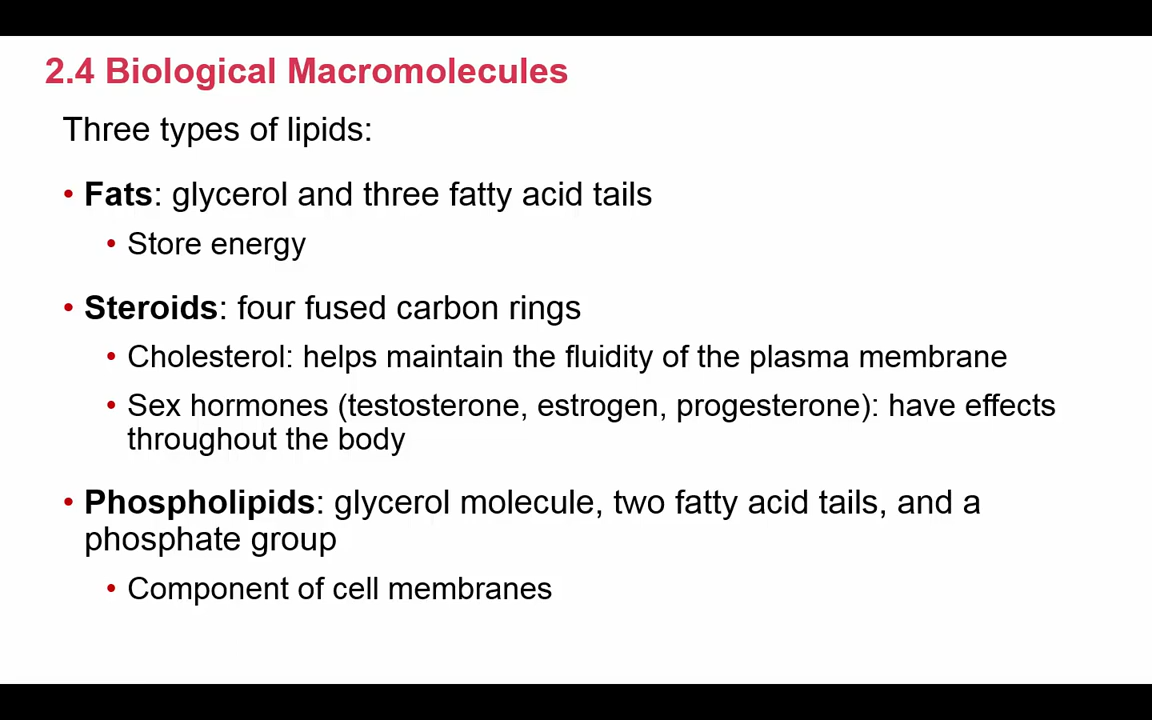 2.4 Biological Macromolecules
Three types of lipids:
• Fats: glycerol and three fatty acid tails
• Store energy
• Steroids: four fused carbon rings
• Cholesterol: helps maintain the fluidity of the plasma membrane
• Sex hormones (testosterone, estrogen, progesterone): have effects
throughout the body
• Phospholipids: glycerol molecule, two fatty acid tails, and a
phosphate group
• Component of cell membranes